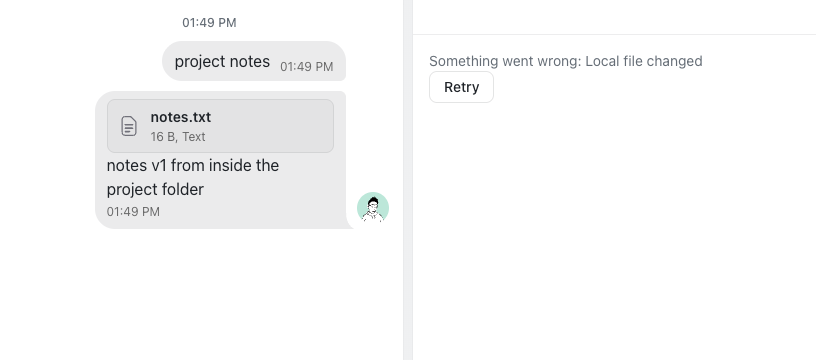 01:49 PM
project notes 01:49 PM
notes.txt
16 B, Text
notes v1 from inside the
project folder
01:49 PM
Something went wrong: Local file changed
Retry